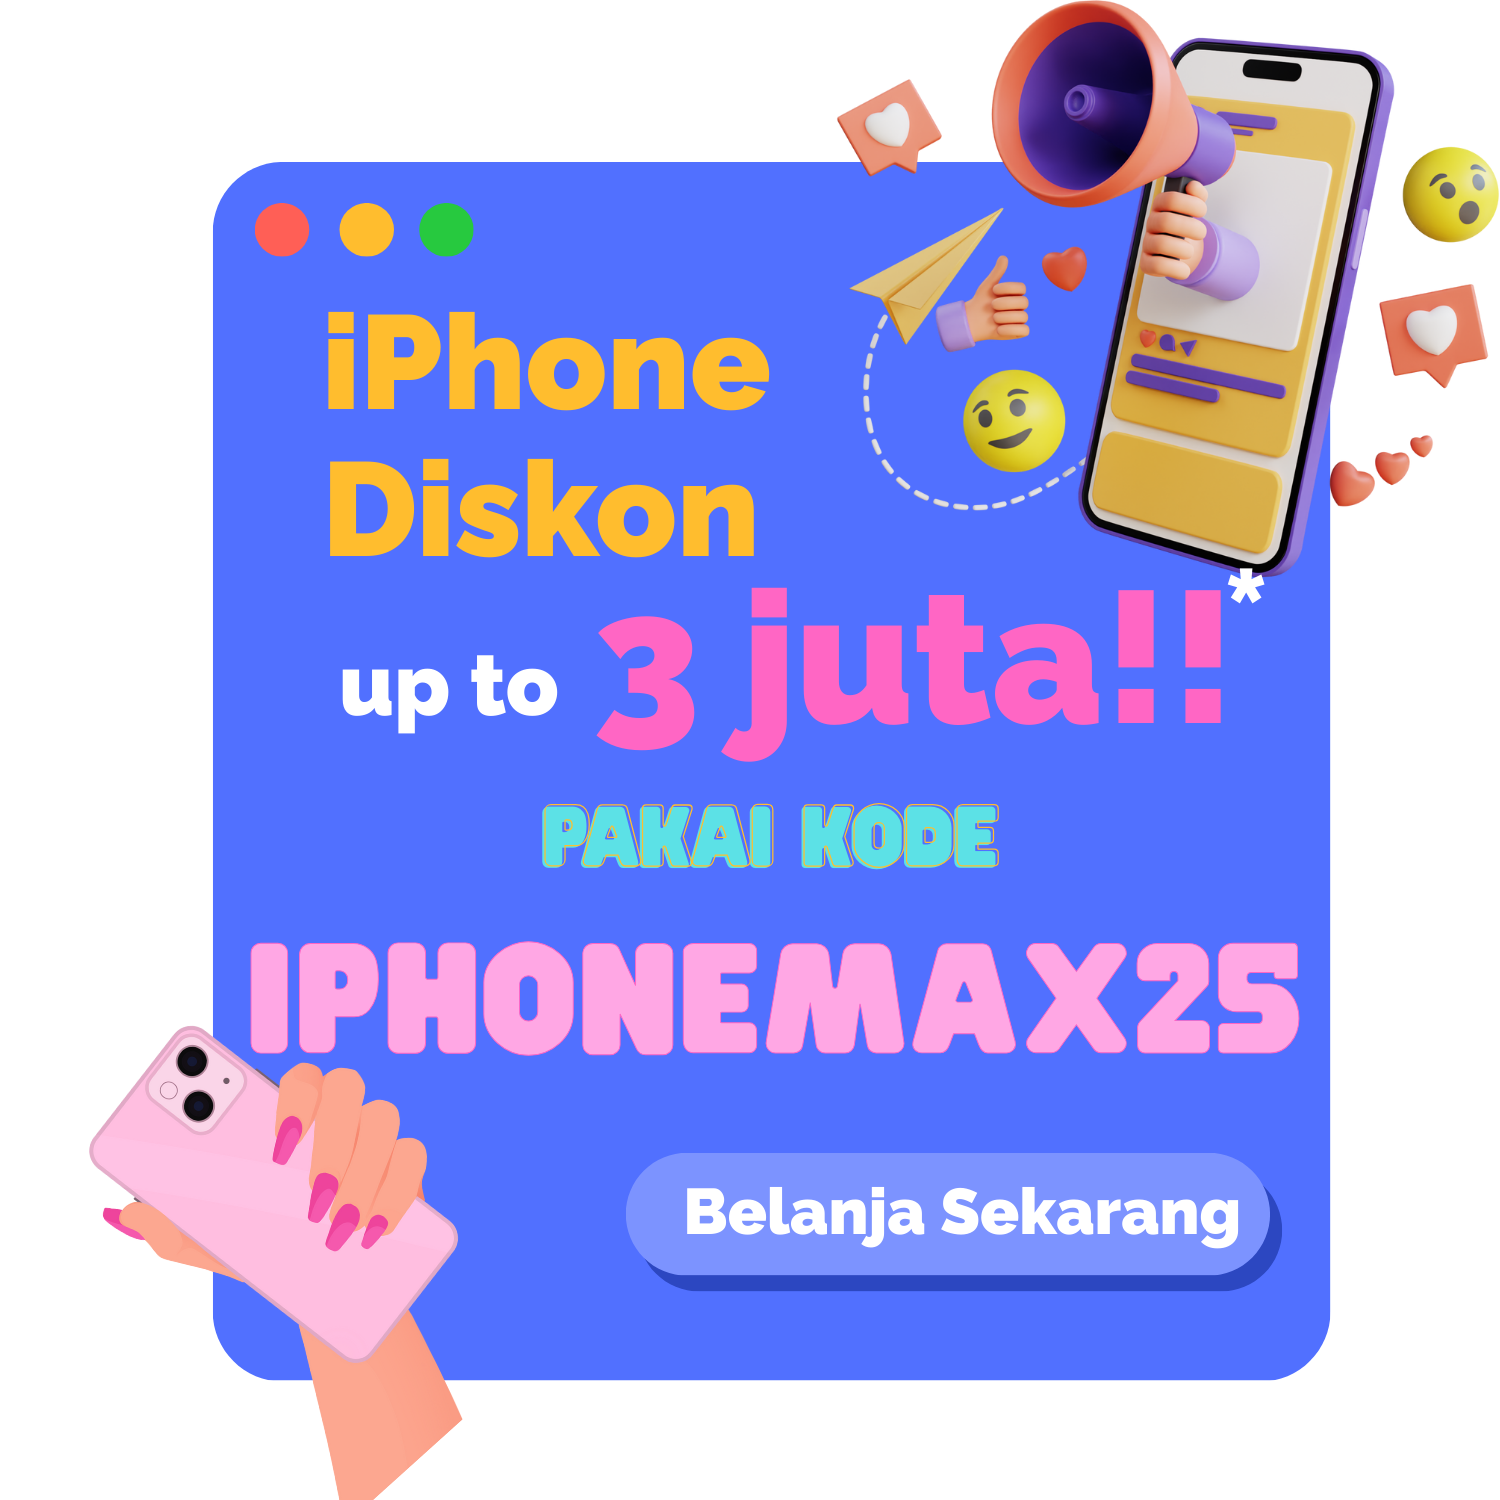 iPhone
Diskon
up to 3 juta!!*
PAKAI KODE
IPHONEMAX25
Belanja Sekarang